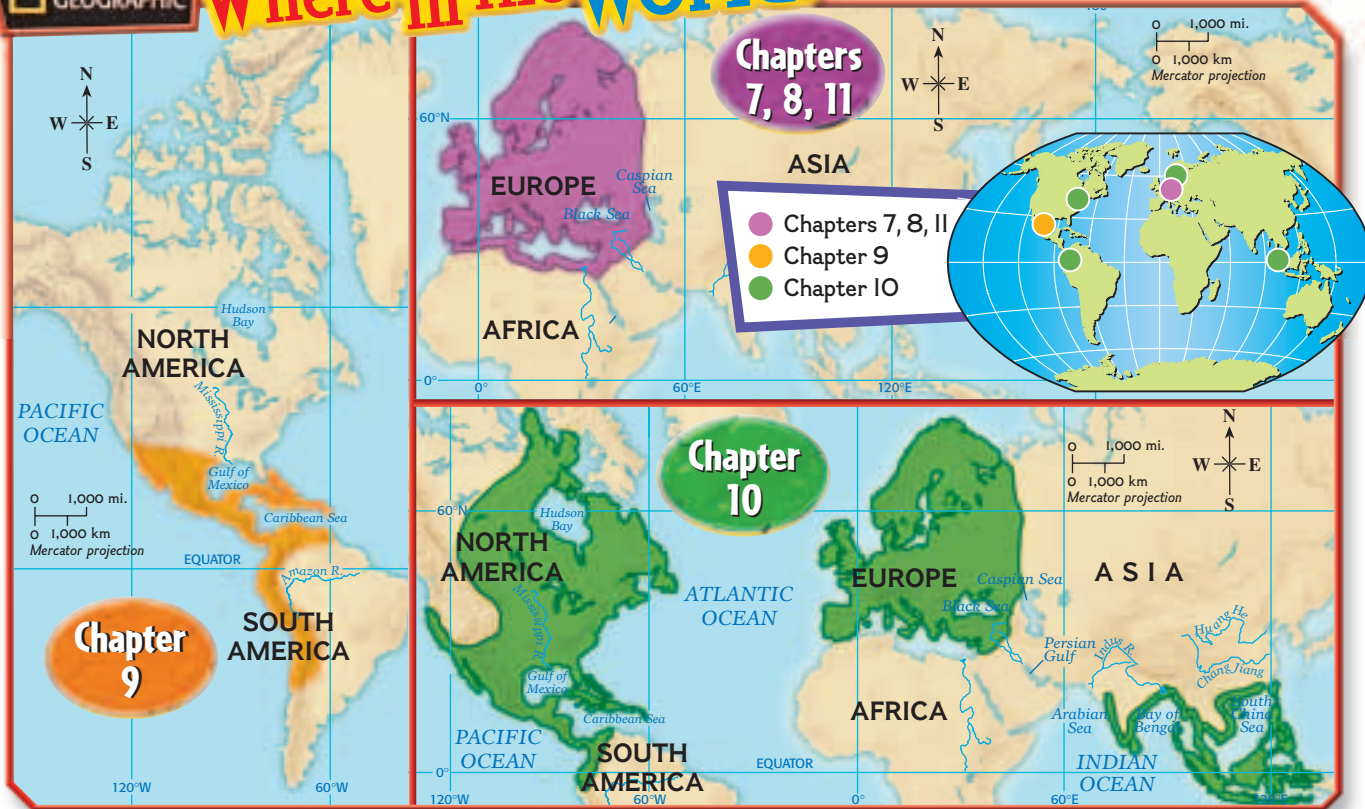 GEOGRAPHIC
Where in the World
N
W E
S
Hudson
Bay
NORTH
AMERICA
Mississippi R.
PACIFIC
OCEAN
Gulf of
Mexico
0 1,000 mi.
0 1,000 km
Mercator projection
Caribbean Sea
EQUATOR
Amazon R.
SOUTH
AMERICA
Chapter
9
120°W
60°W
Chapters
7, 8, 11
N
W E
S
0 1,000 mi.
0 1,000 km
Mercator projection
60°N
ASIA
EUROPE
Caspian
Sea
Black Sea
AFRICA
0°
0°
60°E
120°E
Chapters 7, 8, 11
Chapter 9
Chapter 10
Chapter
10
0 1,000 mi.
0 1,000 km
Mercator projection
N
W E
S
60°N
Hudson
Bay
NORTH
AMERICA
Mississippi R.
ATLANTIC
OCEAN
EUROPE
Caspian Sea
Black Sea
ASIA
Huang He
Persian
Gulf
Indus R.
Chang Jiang
Gulf of
Mexico
Caribbean Sea
AFRICA
Arabian
Sea
Bay of
Bengal
South
China
Sea
PACIFIC
OCEAN
SOUTH
AMERICA
EQUATOR
INDIAN
OCEAN
0°
120°W
60°W
0°
60°E